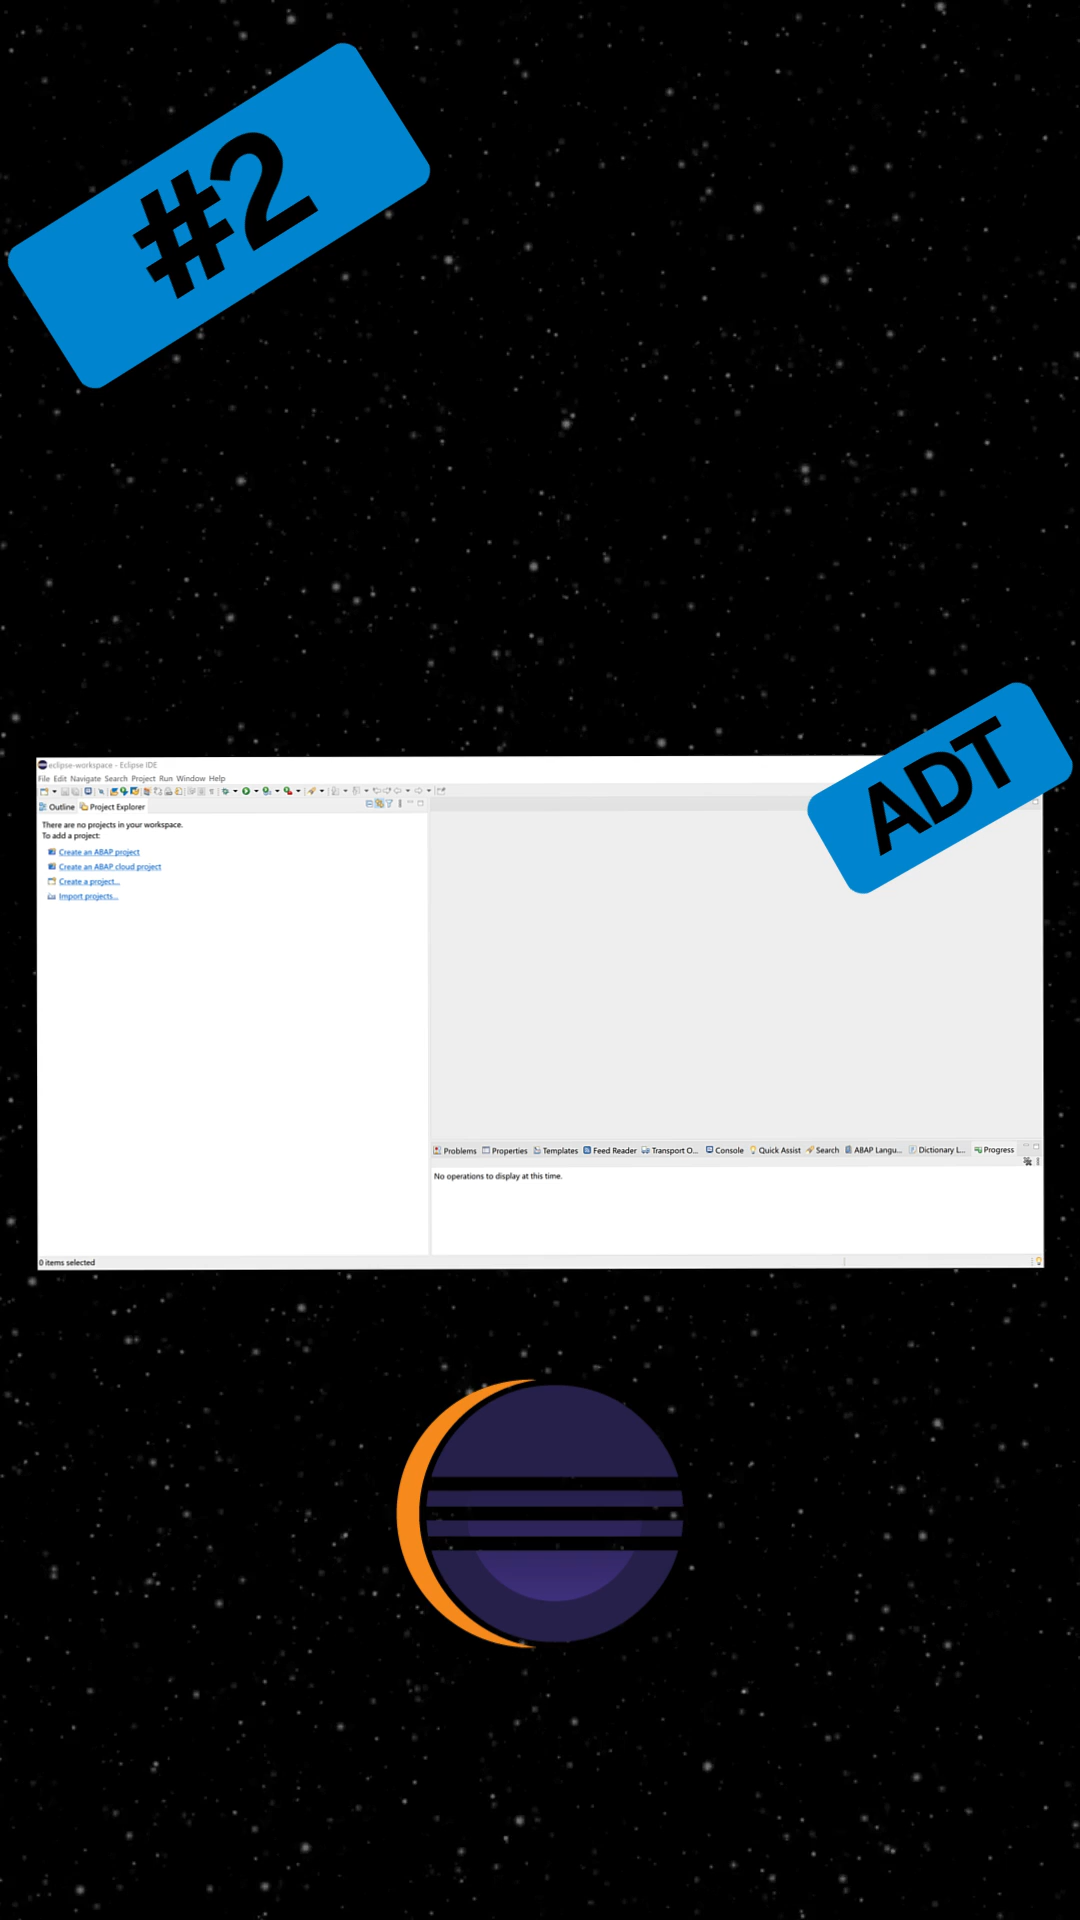 #2
ADT
eclipse-workspace - Eclipse IDE
File Edit Navigate Search Project Run Window Help
Outline Project Explorer
There are no projects in your workspace.
To add a project:
Create an ABAP project
Create an ABAP cloud project
Create a project...
Import projects...
Problems Properties Templates Feed Reader Transport O... Console Quick Assist Search ABAP Langu... Dictionary L... Progress
No operations to display at this time.
0 items selected